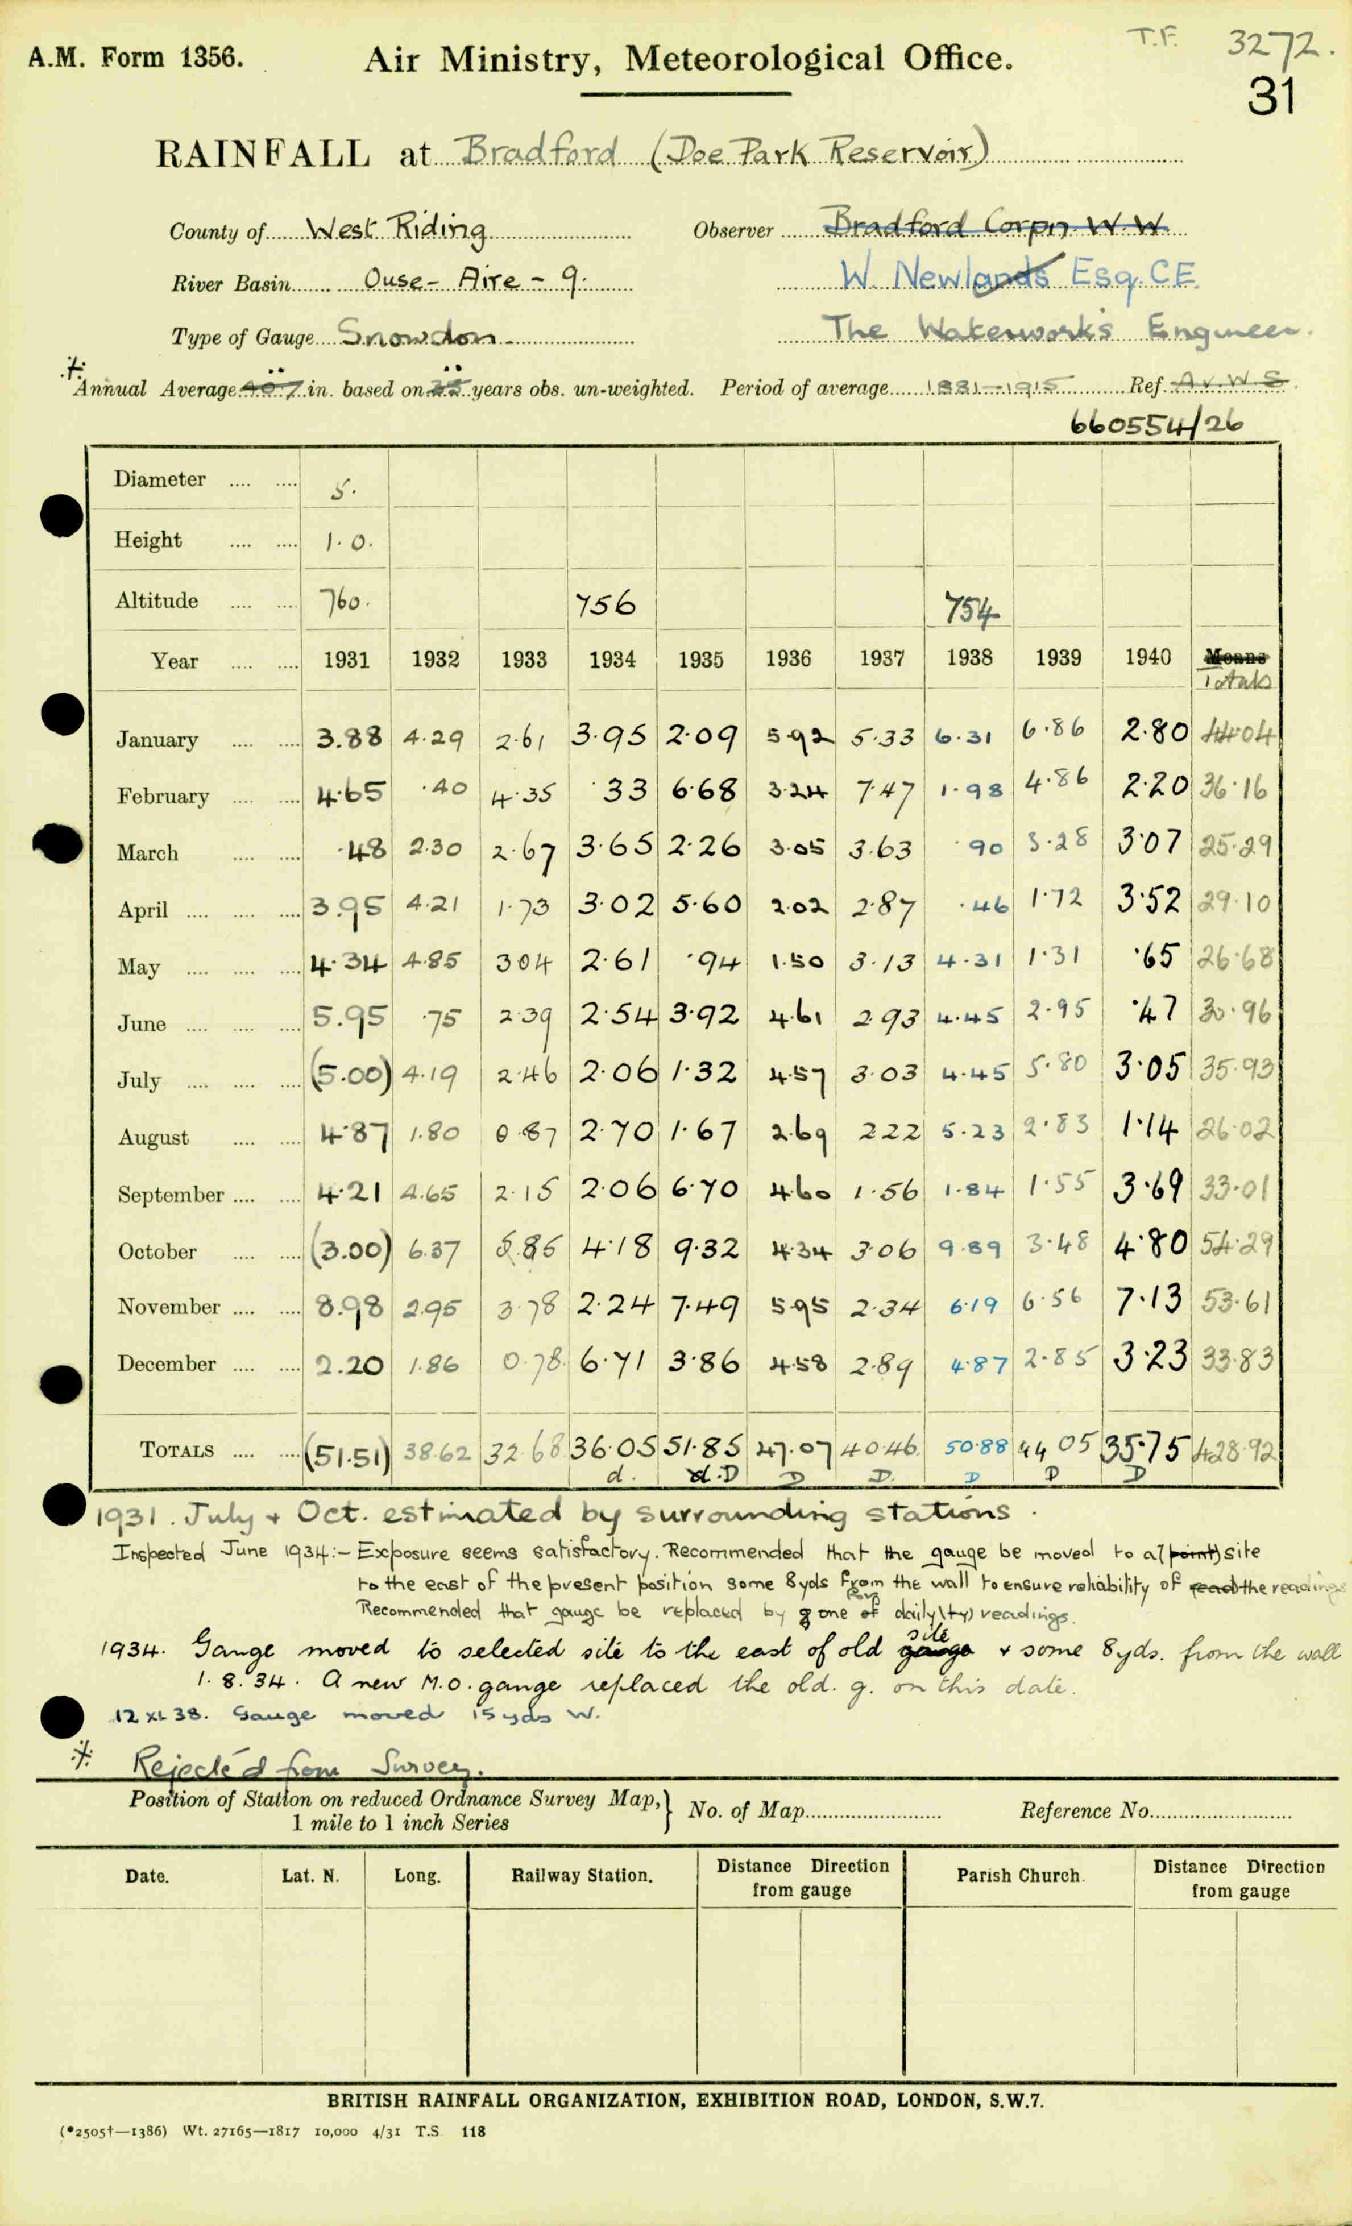 T.F. 3272.
A.M. Form 1356. Air Ministry, Meteorological Office.
31
RAINFALL at Bradford (Doe Park Reservoir)
County of West Riding Observer Bradford Corpn. W.W.
River Basin Ouse - Aire - 9. W. Newlands Esq. C.E.
Type of Gauge Snowdon The Waterworks Engineer.
* Annual Average 40.7 in. based on 35 years obs. un-weighted. Period of average 1881-1915 Ref. Av. W S
660554/26
Diameter 5.
Height 1.0.
Altitude 760. 756 754
Year 1931 1932 1933 1934 1935 1936 1937 1938 1939 1940 Means
Totals
January 3.88 4.29 2.61 3.95 2.09 5.92 5.33 6.31 6.86 2.80 44.04
February 4.65 .40 4.35 .33 6.68 3.24 7.47 1.98 4.86 2.20 36.16
March .48 2.30 2.67 3.65 2.26 3.05 3.63 .90 3.28 3.07 25.29
April 3.95 4.21 1.73 3.02 5.60 2.02 2.87 .46 1.72 3.52 29.10
May 4.34 4.85 3.04 2.61 .94 1.50 3.13 4.31 1.31 .65 26.68
June 5.95 .75 2.39 2.54 3.92 4.61 2.93 4.45 2.95 .47 30.96
July (5.00) 4.19 2.46 2.06 1.32 4.57 3.03 4.45 5.80 3.05 35.93
August 4.87 1.80 0.87 2.70 1.67 2.69 2.22 5.23 2.83 1.14 26.02
September 4.21 4.65 2.15 2.06 6.70 4.60 1.56 1.84 1.55 3.69 33.01
October (3.00) 6.37 5.85 4.18 9.32 4.34 3.06 9.89 3.48 4.80 54.29
November 8.98 2.95 3.78 2.24 7.49 5.95 2.34 6.19 6.56 7.13 53.61
December 2.20 1.86 0.78 6.71 3.86 4.58 2.89 4.87 2.85 3.23 33.83
TOTALS (51.51) 38.62 32.68 36.05 51.85 47.07 40.46 50.88 44.05 35.75 428.92
d. d. D D D. D D D
1931. July + Oct. estimated by surrounding stations.
Inspected June 1934:- Exposure seems satisfactory. Recommended that the gauge be moved to a (point) site
to the east of the present position some 8yds from the wall to ensure reliability of read the readings
Recommended that gauge be replaced by one of for daily readings.
1934. Gauge moved to selected site to the east of old gauge site + some 8yds. from the wall
1.8.34. A new M.O. gauge replaced the old g. on this date.
12 XI 38. Gauge moved 15 yds W.
* Rejected from Survey.
Position of Station on reduced Ordnance Survey Map, } No. of Map Reference No.
1 mile to 1 inch Series
Date. Lat. N. Long. Railway Station. Distance Direction from gauge Parish Church. Distance Direction from gauge
BRITISH RAINFALL ORGANIZATION, EXHIBITION ROAD, LONDON, S.W.7.
(*2505†—1386) Wt. 27165—1817 10,000 4/31 T.S. 118